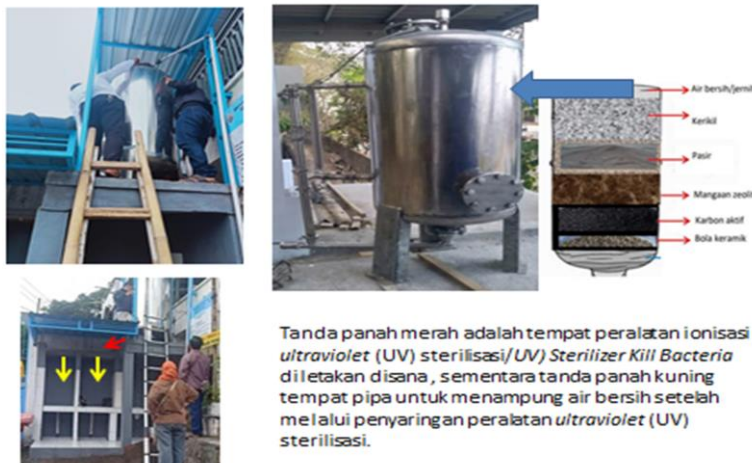 Air bersih/jernih
Kerikil
Pasir
Mangaan zeolit
Karbon aktif
Bola keramik
Tanda panah merah adalah tempat peralatan ionisasi
ultraviolet (UV) sterilisasi/UV) Sterilizer Kill Bacteria
diletakan disana , sementara tanda panah kuning
tempat pipa untuk menampung air bersih setelah
melalui penyaringan peralatan ultraviolet (UV)
sterilisasi.